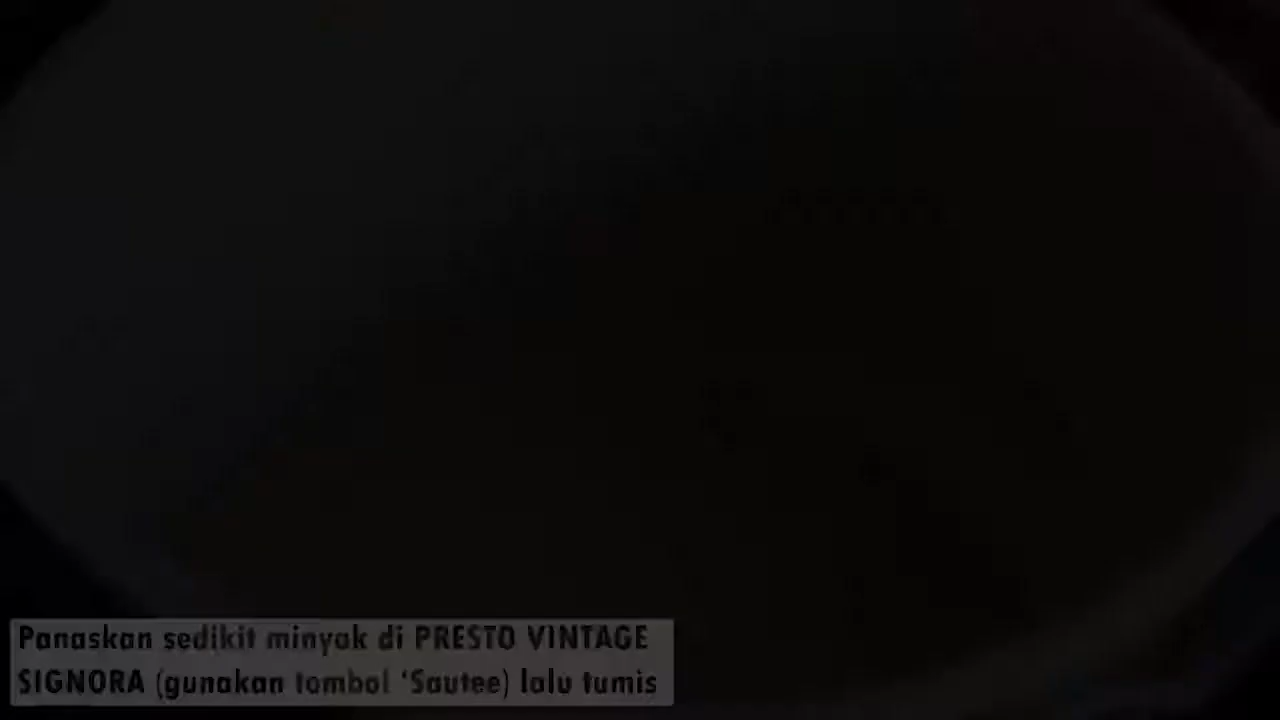 Panaskan sedikit minyak di PRESTO VINTAGE
SIGNORA (gunakan tombol ‘Sautee) lalu tumis